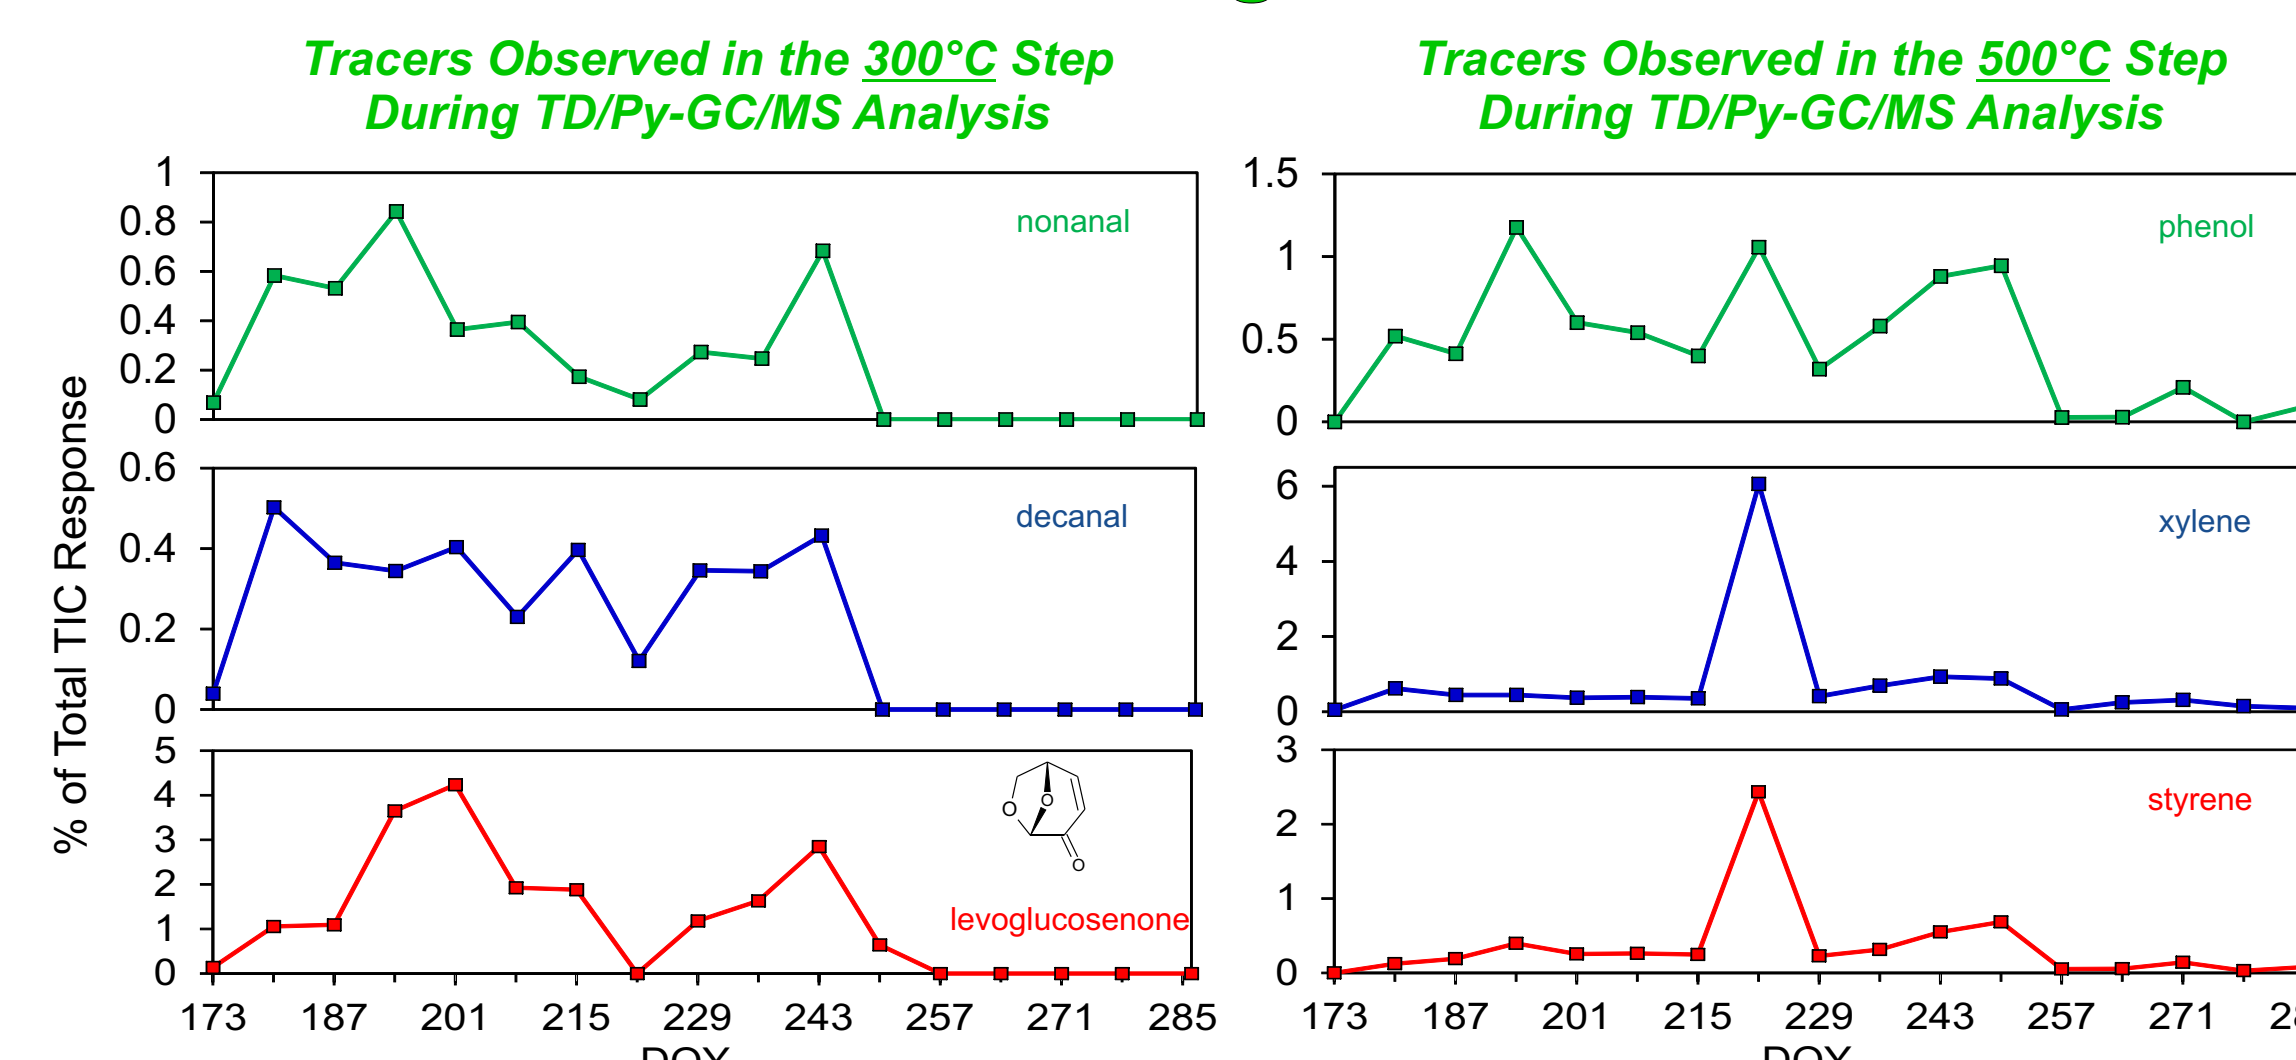 Tracers Observed in the 300°C Step
During TD/Py-GC/MS Analysis
Tracers Observed in the 500°C Step
During TD/Py-GC/MS Analysis
% of Total TIC Response
1
0.8
0.6
0.4
0.2
0
nonanal
0.6
0.4
0.2
0
decanal
5
4
3
2
1
0
O
O
O
levoglucosenone
173 187 201 215 229 243 257 271 285
DOY
1.5
1
0.5
0
phenol
6
4
2
0
xylene
3
2
1
0
styrene
173 187 201 215 229 243 257 271
DOY